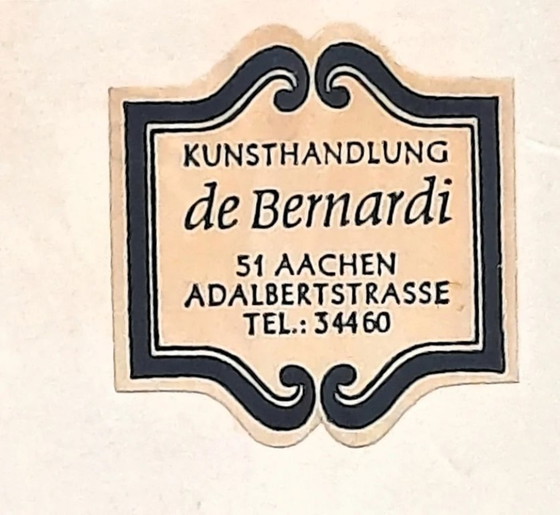 KUNSTHANDLUNG
de Bernardi
51 AACHEN
ADALBERTSTRASSE
TEL.: 34460